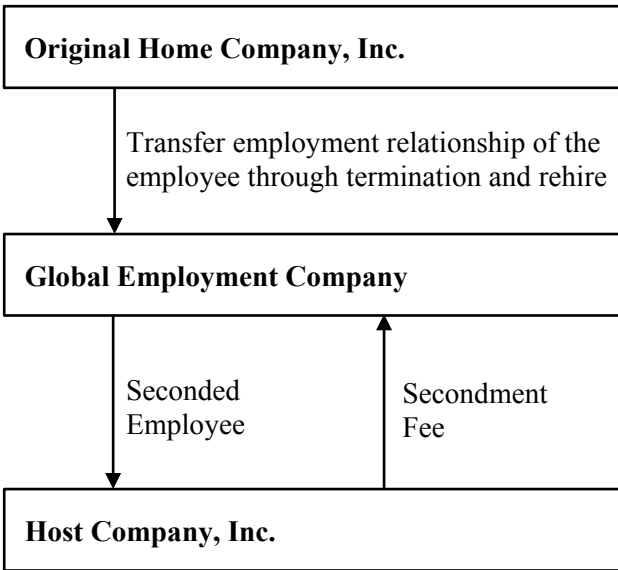 Original Home Company, Inc.
Transfer employment relationship of the
employee through termination and rehire
Global Employment Company
Seconded
Employee
Secondment
Fee
Host Company, Inc.